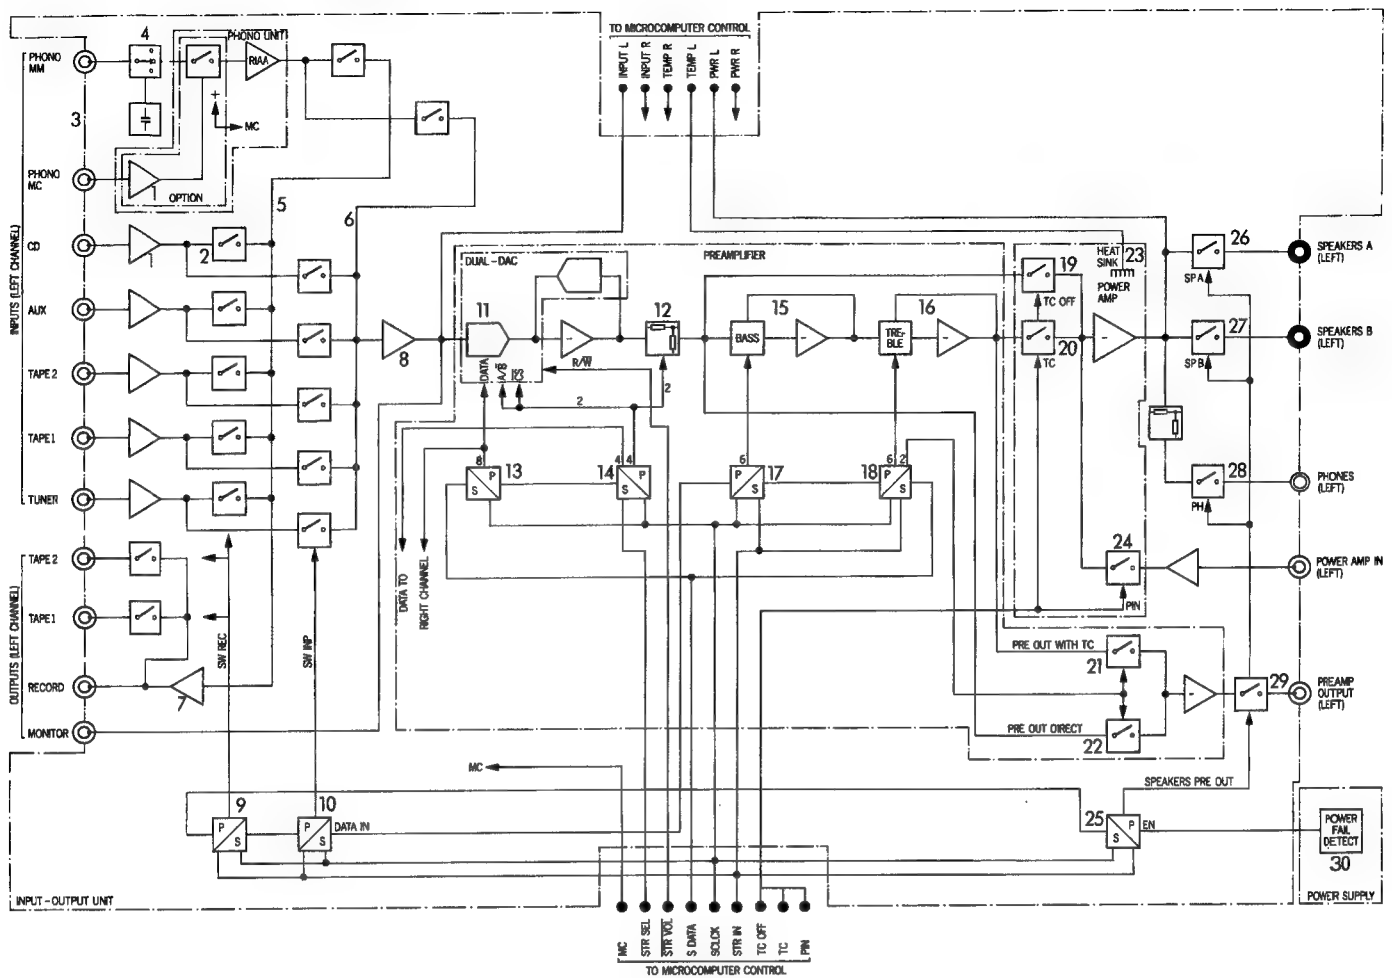 TO MICROCOMPUTER CONTROL
INPUT L
INPUT R
TEMP R
TEMP L
PWR L
PWR R
4
PHONO UNIT
PHONO
MM
RIAA
3
+
MC
PHONO
MC
OPTION
5
6
INPUTS (LEFT CHANNEL)
CD
2
AUX
TAPE 2
TAPE 1
TUNER
8
OUTPUTS (LEFT CHANNEL)
TAPE 2
TAPE 1
RECORD
7
MONITOR
SW REC
SW INP
DUAL-DAC
PREAMPLIFIER
11
12
15
BASS
16
TRE-
BLE
DATA
A/B
CS
R/W
2
2
HEAT
SINK
23
POWER
AMP
19
TC OFF
20
TC
26
SP A
SPEAKERS A
(LEFT)
27
SP B
SPEAKERS B
(LEFT)
28
PH
PHONES
(LEFT)
8
P
S
13
14
4 4
P
S
6
P
S
17
18
6 2
P
S
24
PIN
POWER AMP IN
(LEFT)
DATA TO
RIGHT CHANNEL
PRE OUT WITH TC
21
PRE OUT DIRECT
22
29
PREAMP
OUTPUT
(LEFT)
MC
SPEAKERS PRE OUT
9
P
S
10
P
S
DATA IN
25
P
S
EN
POWER
FAIL
DETECT
30
POWER SUPPLY
INPUT-OUTPUT UNIT
MC
STR SEL
STR VOL
S DATA
SCLCK
STR IN
TC OFF
TC
PIN
TO MICROCOMPUTER CONTROL